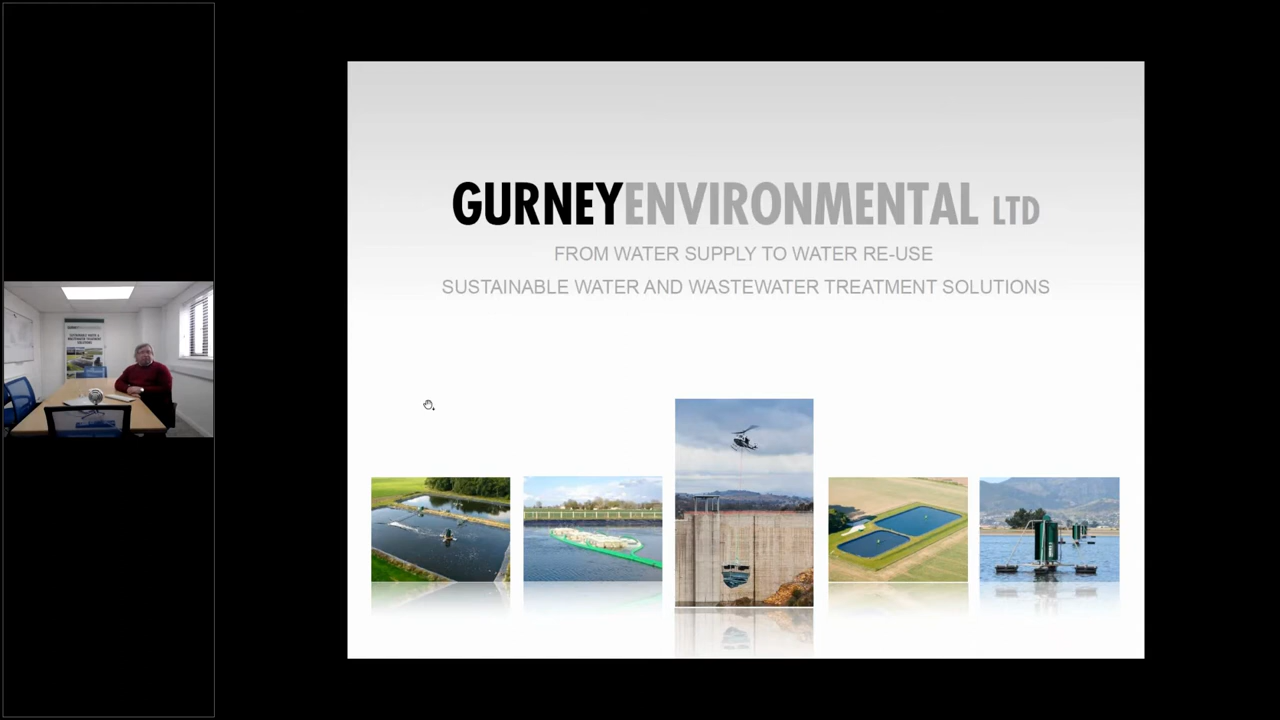 GURNEYENVIRONMENTAL LTD
FROM WATER SUPPLY TO WATER RE-USE
SUSTAINABLE WATER AND WASTEWATER TREATMENT SOLUTIONS